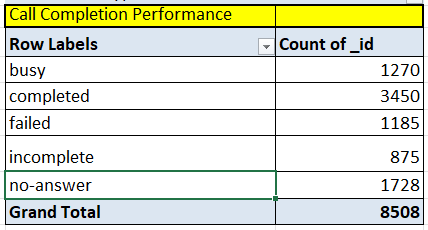 Call Completion Performance
Row Labels Count of _id
busy 1270
completed 3450
failed 1185
incomplete 875
no-answer 1728
Grand Total 8508